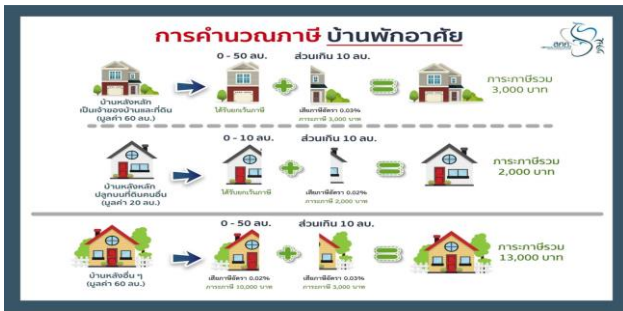 การคำนวณภาษี บ้านพักอาศัย
สกก.
0 - 50 ลบ. ส่วนเกิน 10 ลบ.
บ้านหลังหลัก
เป็นเจ้าของบ้านและที่ดิน
(มูลค่า 60 ลบ.)
ได้รับยกเว้นภาษี
เสียภาษีอัตรา 0.03%
ภาระภาษี 3,000 บาท
ภาระภาษีรวม
3,000 บาท
0 - 10 ลบ. ส่วนเกิน 10 ลบ.
บ้านหลังหลัก
ปลูกบนที่ดินคนอื่น
(มูลค่า 20 ลบ.)
ได้รับยกเว้นภาษี
เสียภาษีอัตรา 0.02%
ภาระภาษี 2,000 บาท
ภาระภาษีรวม
2,000 บาท
0 - 50 ลบ. ส่วนเกิน 10 ลบ.
บ้านหลังอื่น ๆ
(มูลค่า 60 ลบ.)
เสียภาษีอัตรา 0.02%
ภาระภาษี 10,000 บาท
เสียภาษีอัตรา 0.03%
ภาระภาษี 3,000 บาท
ภาระภาษีรวม
13,000 บาท